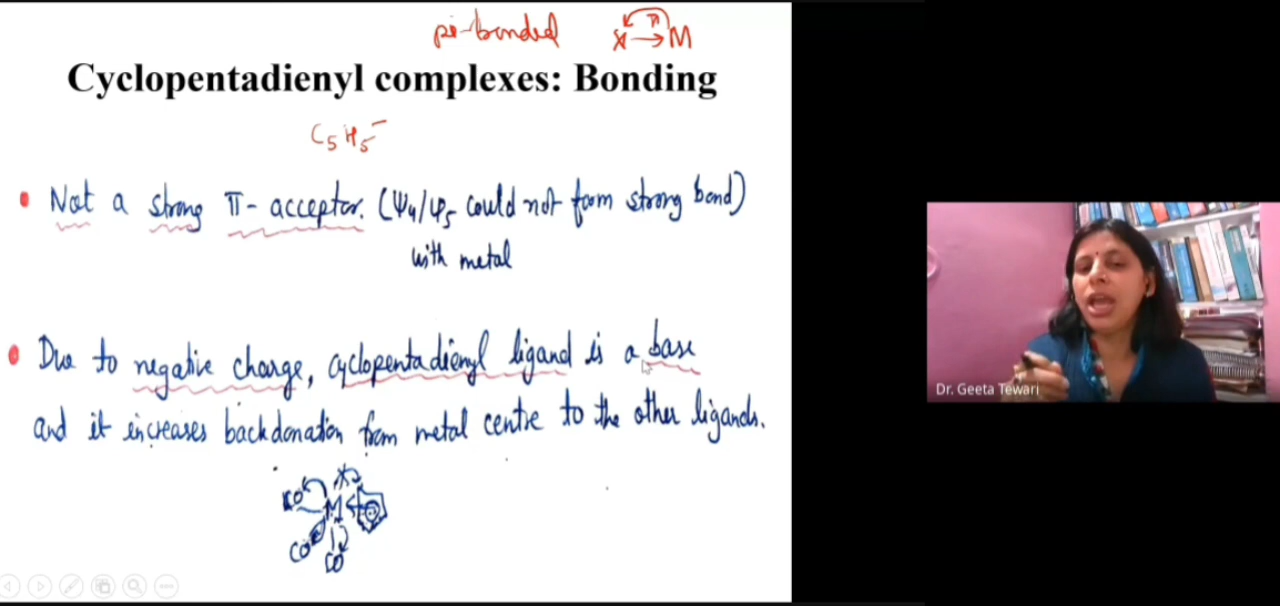 pi-bonded X → M π
Cyclopentadienyl complexes: Bonding
C5H5⁻
• Not a strong π-acceptor. (Ψ4/Ψ5 could not form strong bond)
with metal
• Due to negative charge, cyclopentadienyl ligand is a base
and it increases backdonation from metal centre to the other ligands.
CO M X
CO CO
Dr. Geeta Tewari